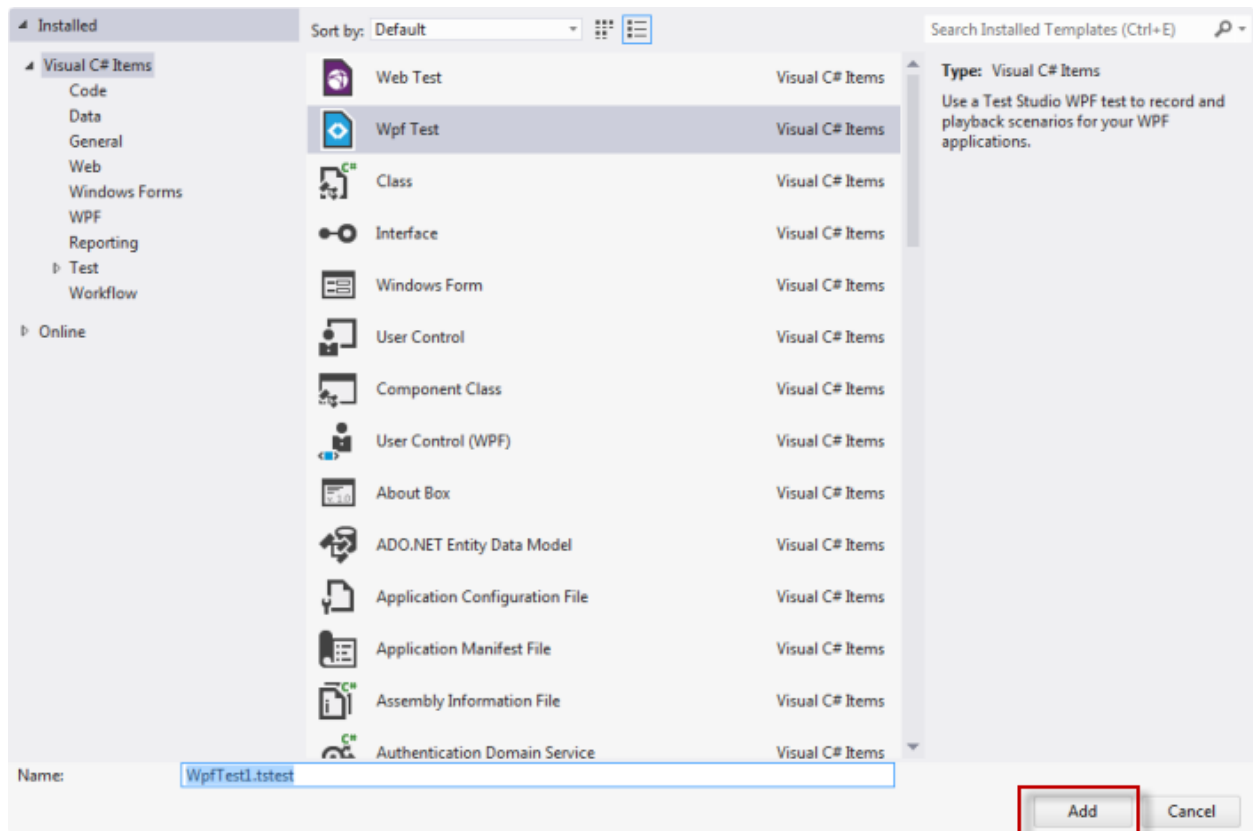 Installed
Sort by: Default
Search Installed Templates (Ctrl+E)
Visual C# Items
Code
Data
General
Web
Windows Forms
WPF
Reporting
Test
Workflow
Online
Web Test Visual C# Items
Wpf Test Visual C# Items
C#
Class Visual C# Items
Interface Visual C# Items
Windows Form Visual C# Items
User Control Visual C# Items
Component Class Visual C# Items
User Control (WPF) Visual C# Items
About Box Visual C# Items
ADO.NET Entity Data Model Visual C# Items
Application Configuration File Visual C# Items
Application Manifest File Visual C# Items
C#
Assembly Information File Visual C# Items
C#
Authentication Domain Service Visual C# Items
Type: Visual C# Items
Use a Test Studio WPF test to record and
playback scenarios for your WPF
applications.
Name: WpfTest1.tstest
Add Cancel